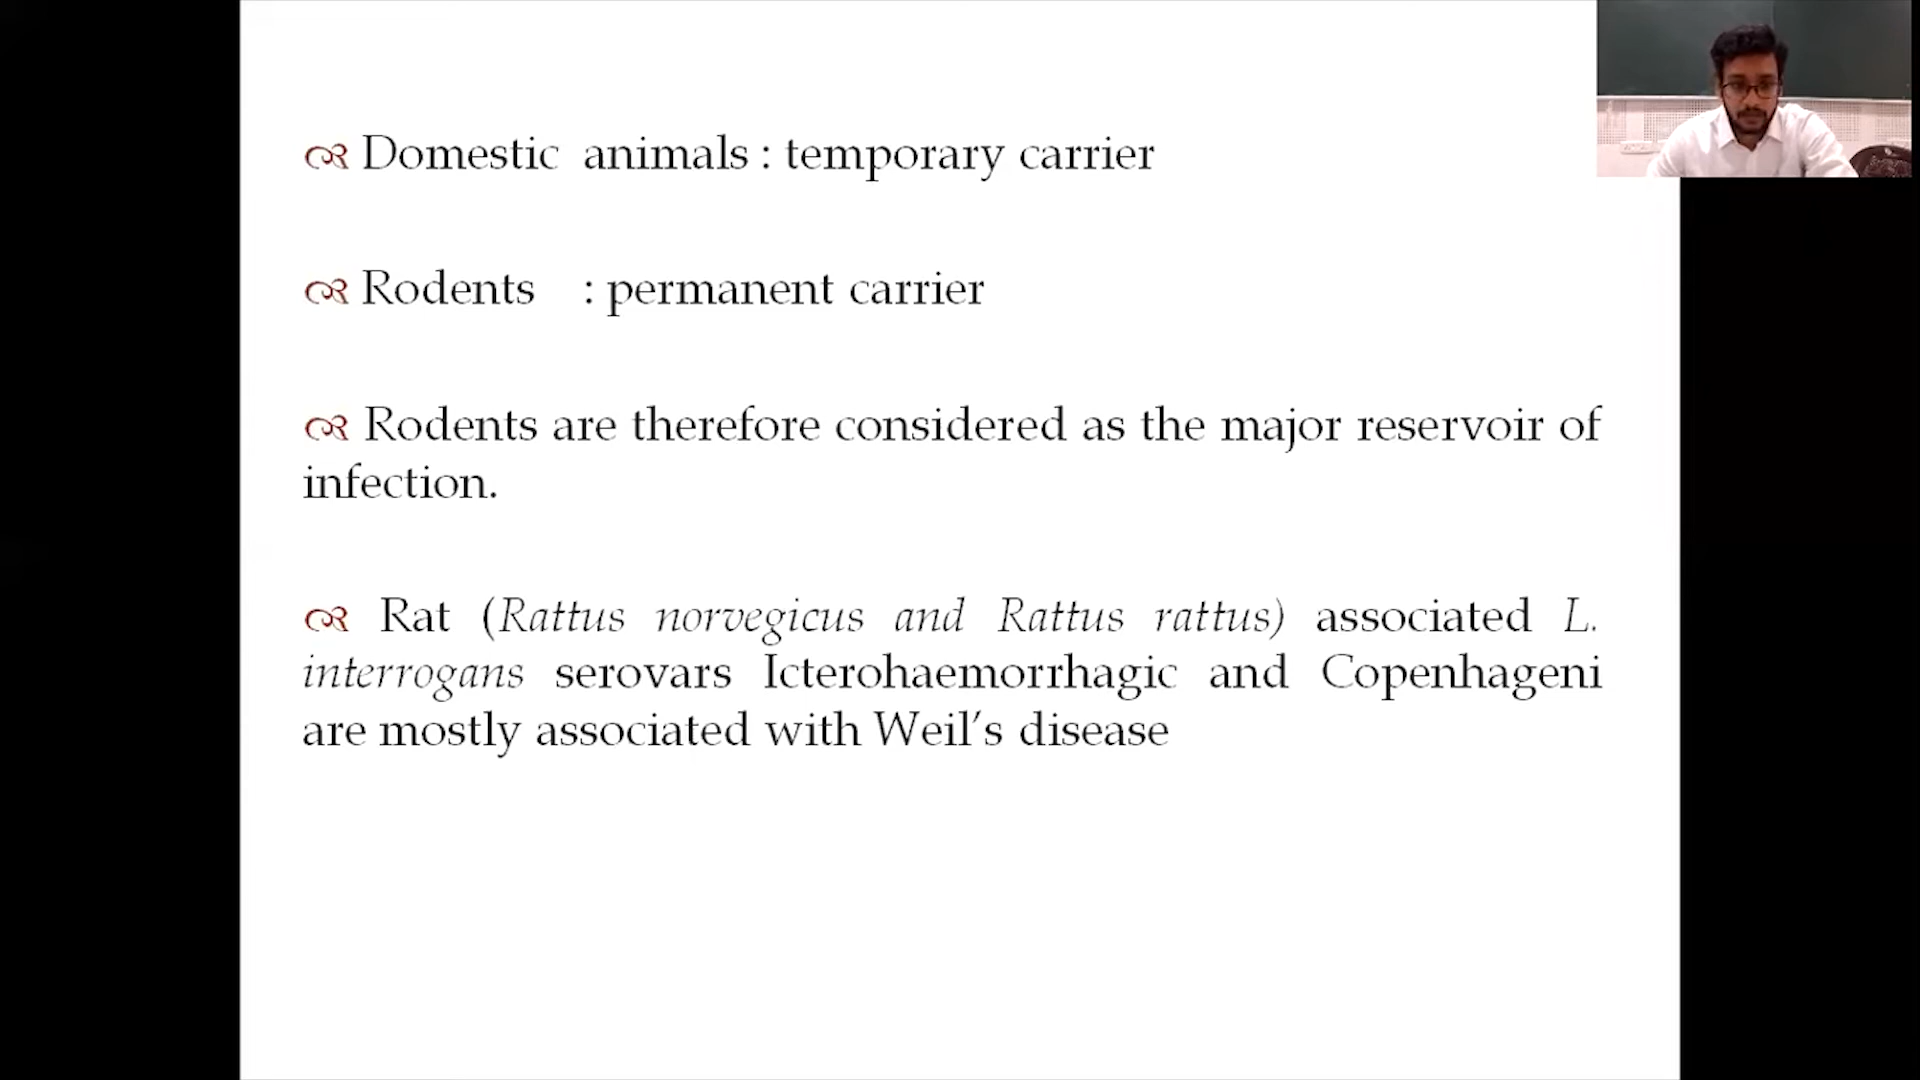 Domestic animals : temporary carrier
Rodents : permanent carrier
Rodents are therefore considered as the major reservoir of
infection.
Rat (Rattus norvegicus and Rattus rattus) associated L.
interrogans serovars Icterohaemorrhagic and Copenhageni
are mostly associated with Weil’s disease